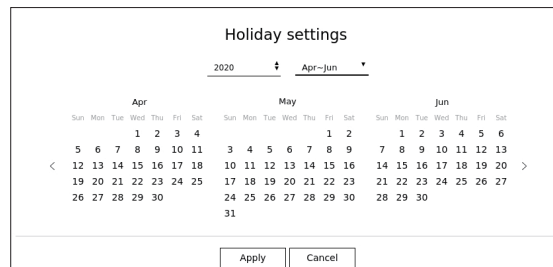 Holiday settings
2020 Apr~Jun
Apr May Jun
Sun Mon Tue Wed Thu Fri Sat Sun Mon Tue Wed Thu Fri Sat Sun Mon Tue Wed Thu Fri Sat
1 2 3 4 1 2 1 2 3 4 5 6
5 6 7 8 9 10 11 3 4 5 6 7 8 9 7 8 9 10 11 12 13
12 13 14 15 16 17 18 10 11 12 13 14 15 16 14 15 16 17 18 19 20
19 20 21 22 23 24 25 17 18 19 20 21 22 23 21 22 23 24 25 26 27
26 27 28 29 30 24 25 26 27 28 29 30 28 29 30
31
Apply Cancel